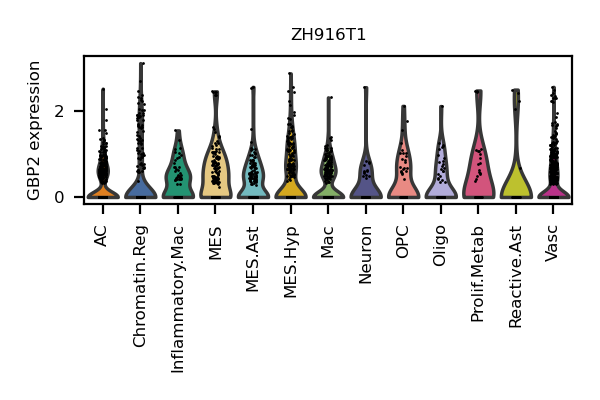 ZH916T1
GBP2 expression
2
0
AC
Chromatin.Reg
Inflammatory.Mac
MES
MES.Ast
MES.Hyp
Mac
Neuron
OPC
Oligo
Prolif.Metab
Reactive.Ast
Vasc